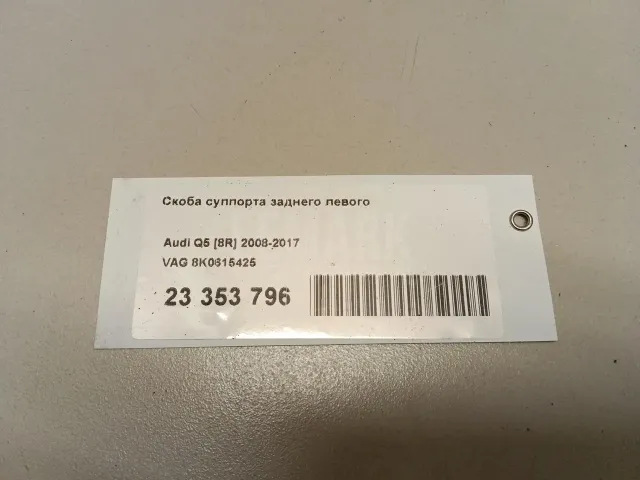 Скоба суппорта заднего левого
Audi Q5 [8R] 2008-2017
VAG 8K0615425
23 353 796